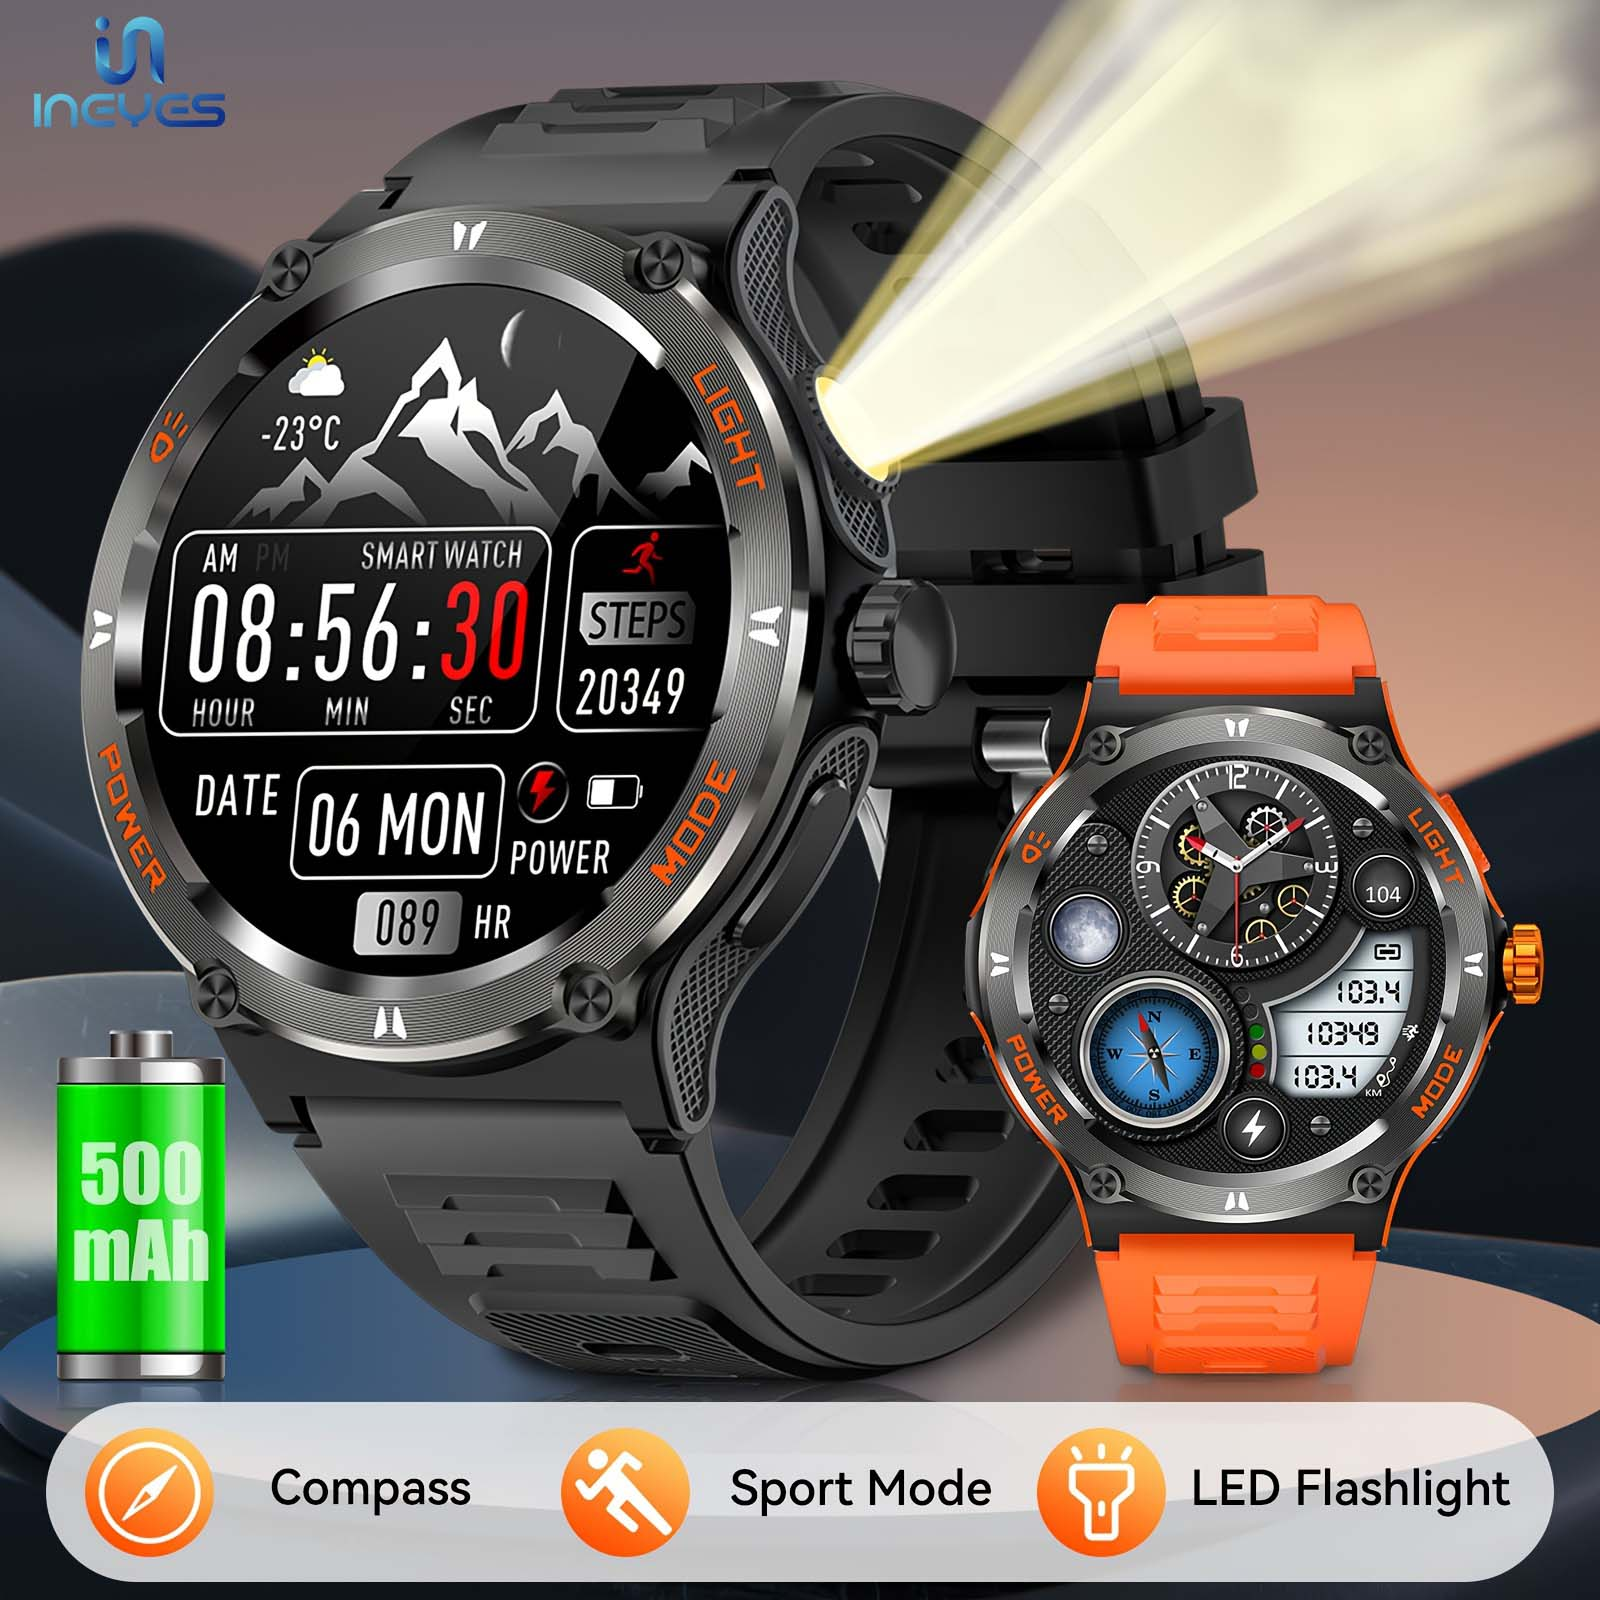 in
INEYES
LIGHT
-23°C
AM PM SMART WATCH
08:56:30
HOUR MIN SEC
STEPS
20349
DATE
06 MON
POWER
089 HR
POWER
MODE
12
3
6
9
104
LIGHT
103.4
10349
103.4
KM
N
W E
S
POWER
MODE
500
mAh
Compass
Sport Mode
LED Flashlight